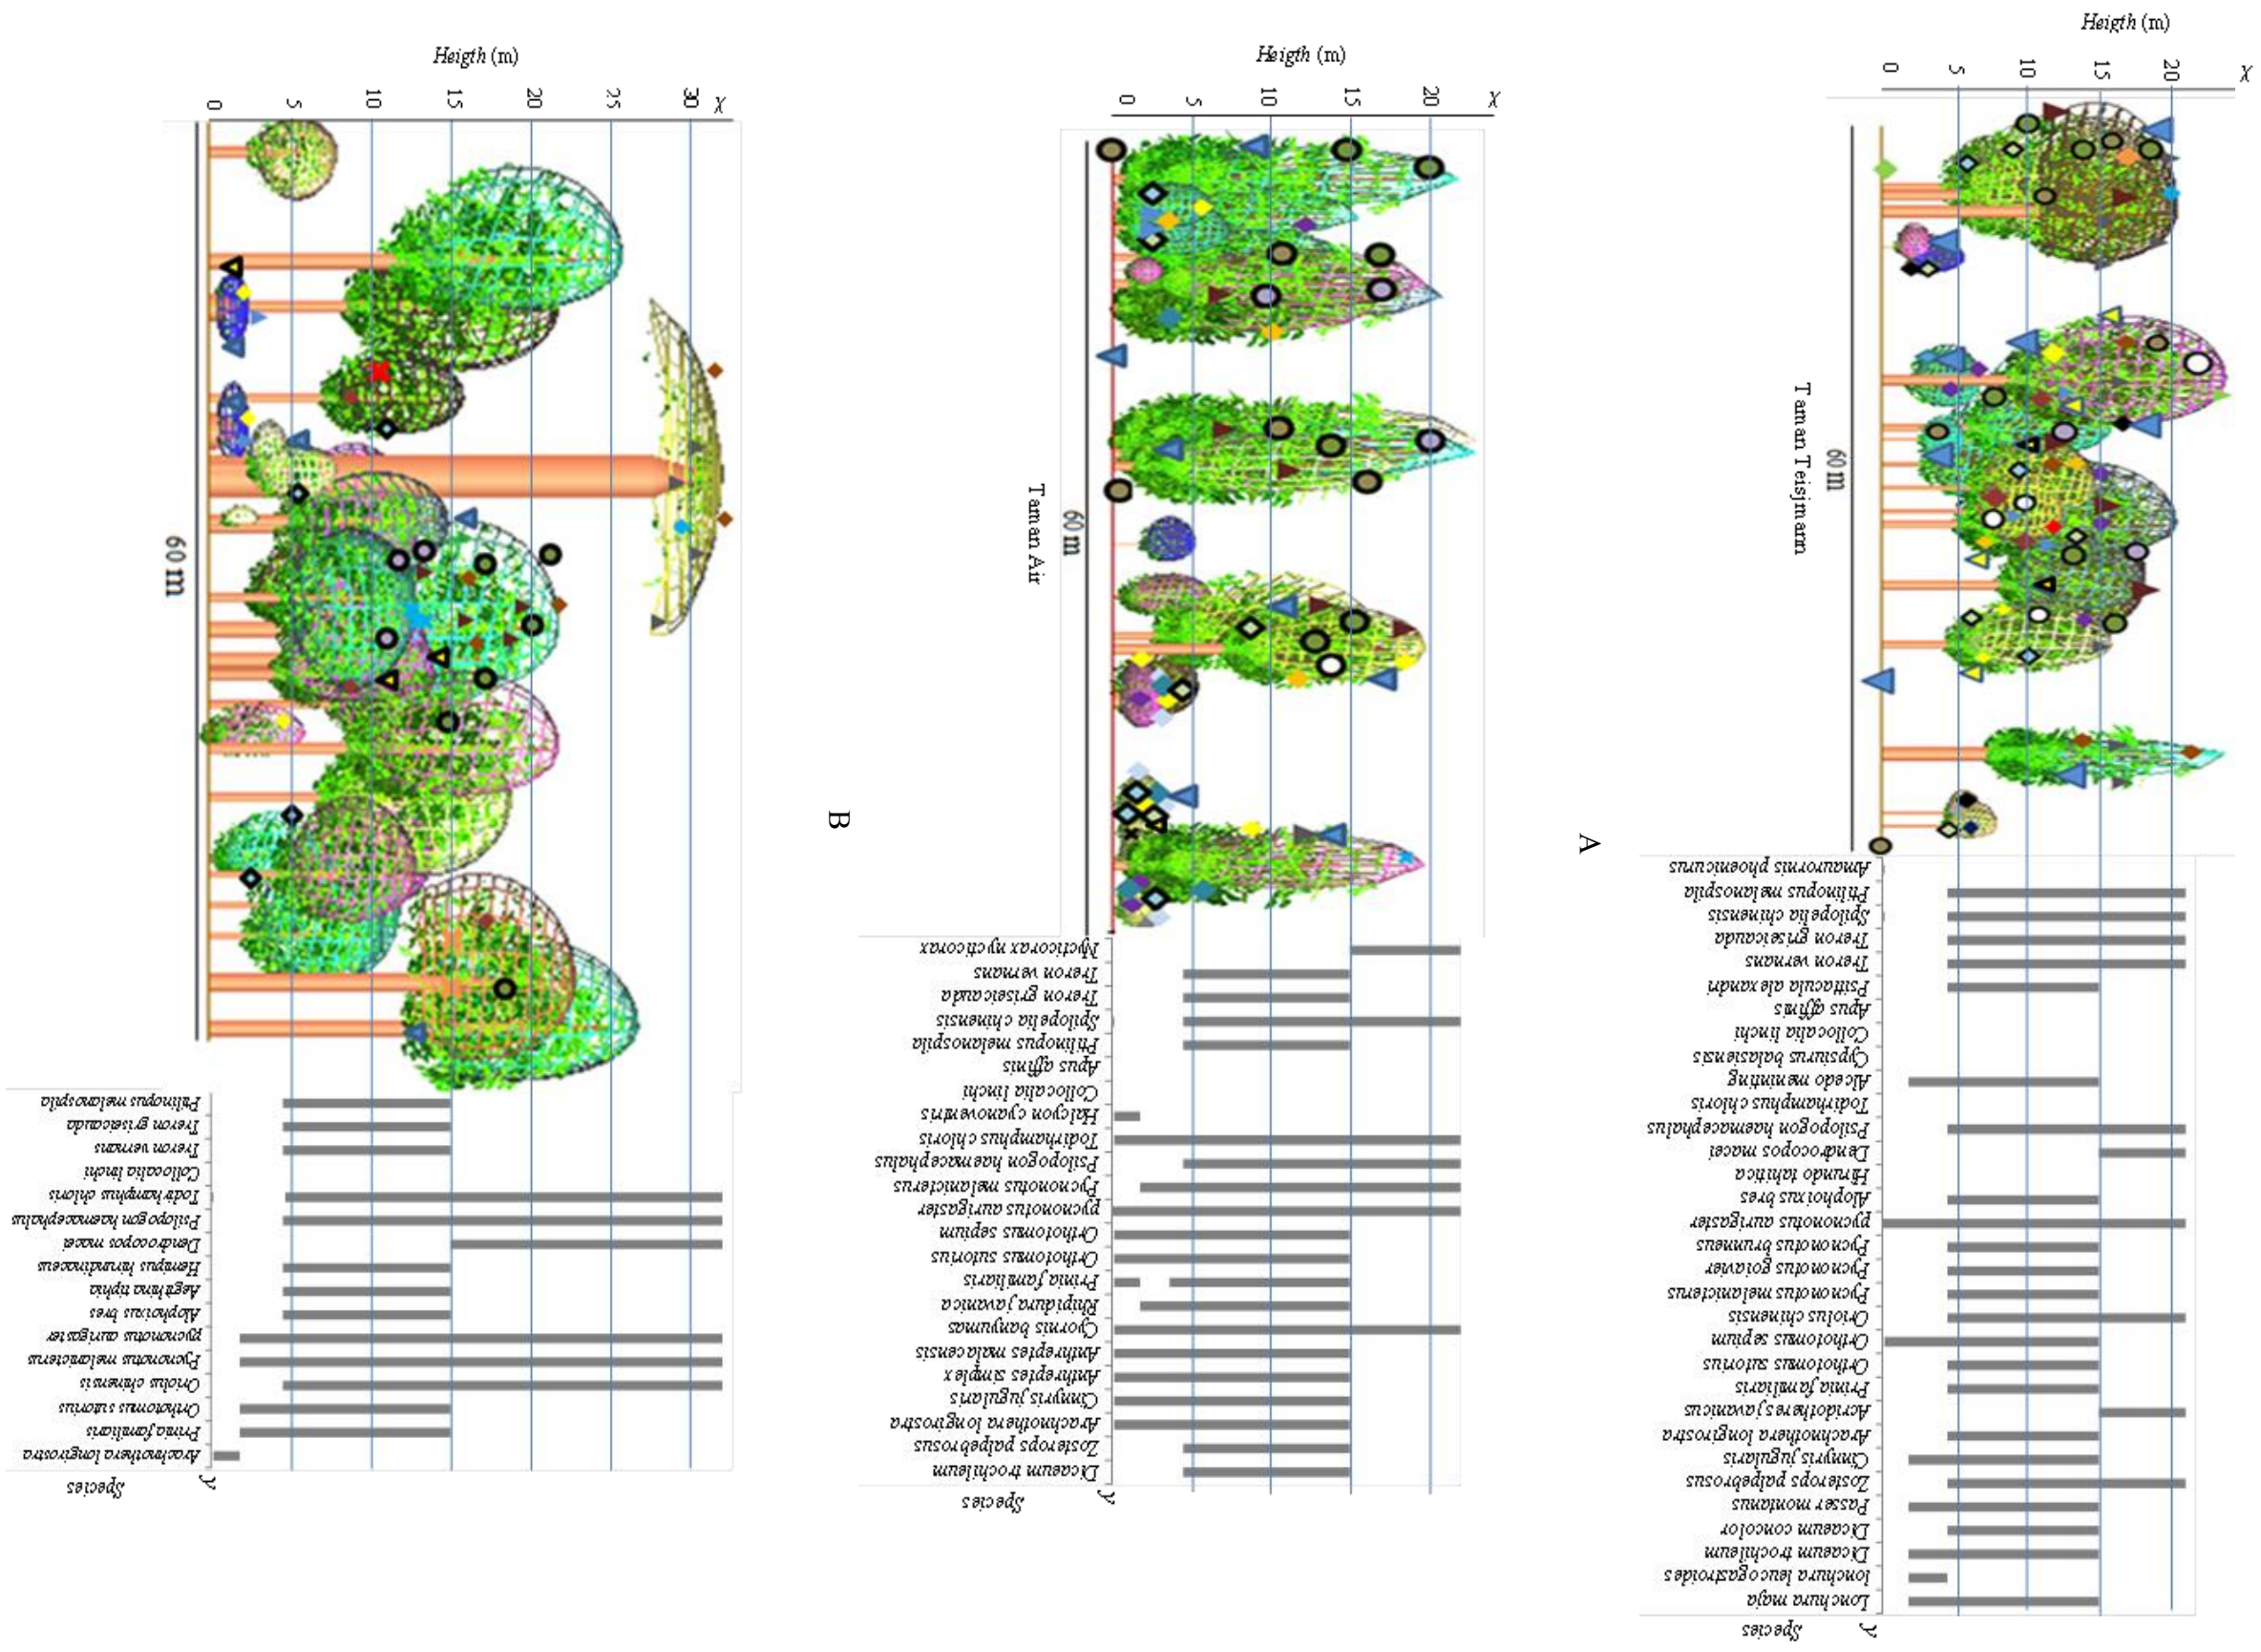 Heigth (m)
0
5
10
15
20
X
Taman Teisjmann
60 m
Amaurornis phoenicurus
Ptilinopus melanospila
Spilopelia chinensis
Treron griseicauda
Treron vernans
Psittacula alexandri
Apus affinis
Collocalia linchi
Cypsiurus balasiensis
Alcedo meninting
Todirhamphus chloris
Psilopogon haemacephalus
Dendrocopos macei
Hirundo tahitica
Alophoixus bres
pycnonotus aurigaster
Pycnonotus brunneus
Pycnonotus goiavier
Pycnonotus melanicterus
Oriolus chinensis
Orthotomus sepium
Orthotomus sutorius
Prinia familiaris
Acridotheres javanicus
Arachnothera longirostra
Cinnyris jugularis
Zosterops palpebrosus
Passer montanus
Dicaeum concolor
Dicaeum trochileum
lonchura leucogastroides
Lonchura maja
Species
Y
A
Heigth (m)
0
5
10
15
20
X
Taman Air
60 m
Nycticorax nycticorax
Treron vernans
Treron griseicauda
Spilopelia chinensis
Ptilinopus melanospila
Apus affinis
Collocalia linchi
Halcyon cyanoventris
Todirhamphus chloris
Psilopogon haemacephalus
Pycnonotus melanicterus
pycnonotus aurigaster
Orthotomus sepium
Orthotomus sutorius
Prinia familiaris
Rhipidura javanica
Cyornis banyumas
Anthreptes malacensis
Anthreptes simplex
Cinnyris jugularis
Arachnothera longirostra
Zosterops palpebrosus
Dicaeum trochileum
Species
Y
B
Heigth (m)
0
5
10
15
20
25
30
X
60 m
Ptilinopus melanospila
Treron griseicauda
Treron vernans
Collocalia linchi
Todirhamphus chloris
Psilopogon haemacephalus
Dendrocopos macei
Hemipus hirundinaceus
Aegithina tiphia
Alophoixus bres
pycnonotus aurigaster
Pycnonotus melanicterus
Oriolus chinensis
Orthotomus sutorius
Prinia familiaris
Arachnothera longirostra
Species
Y